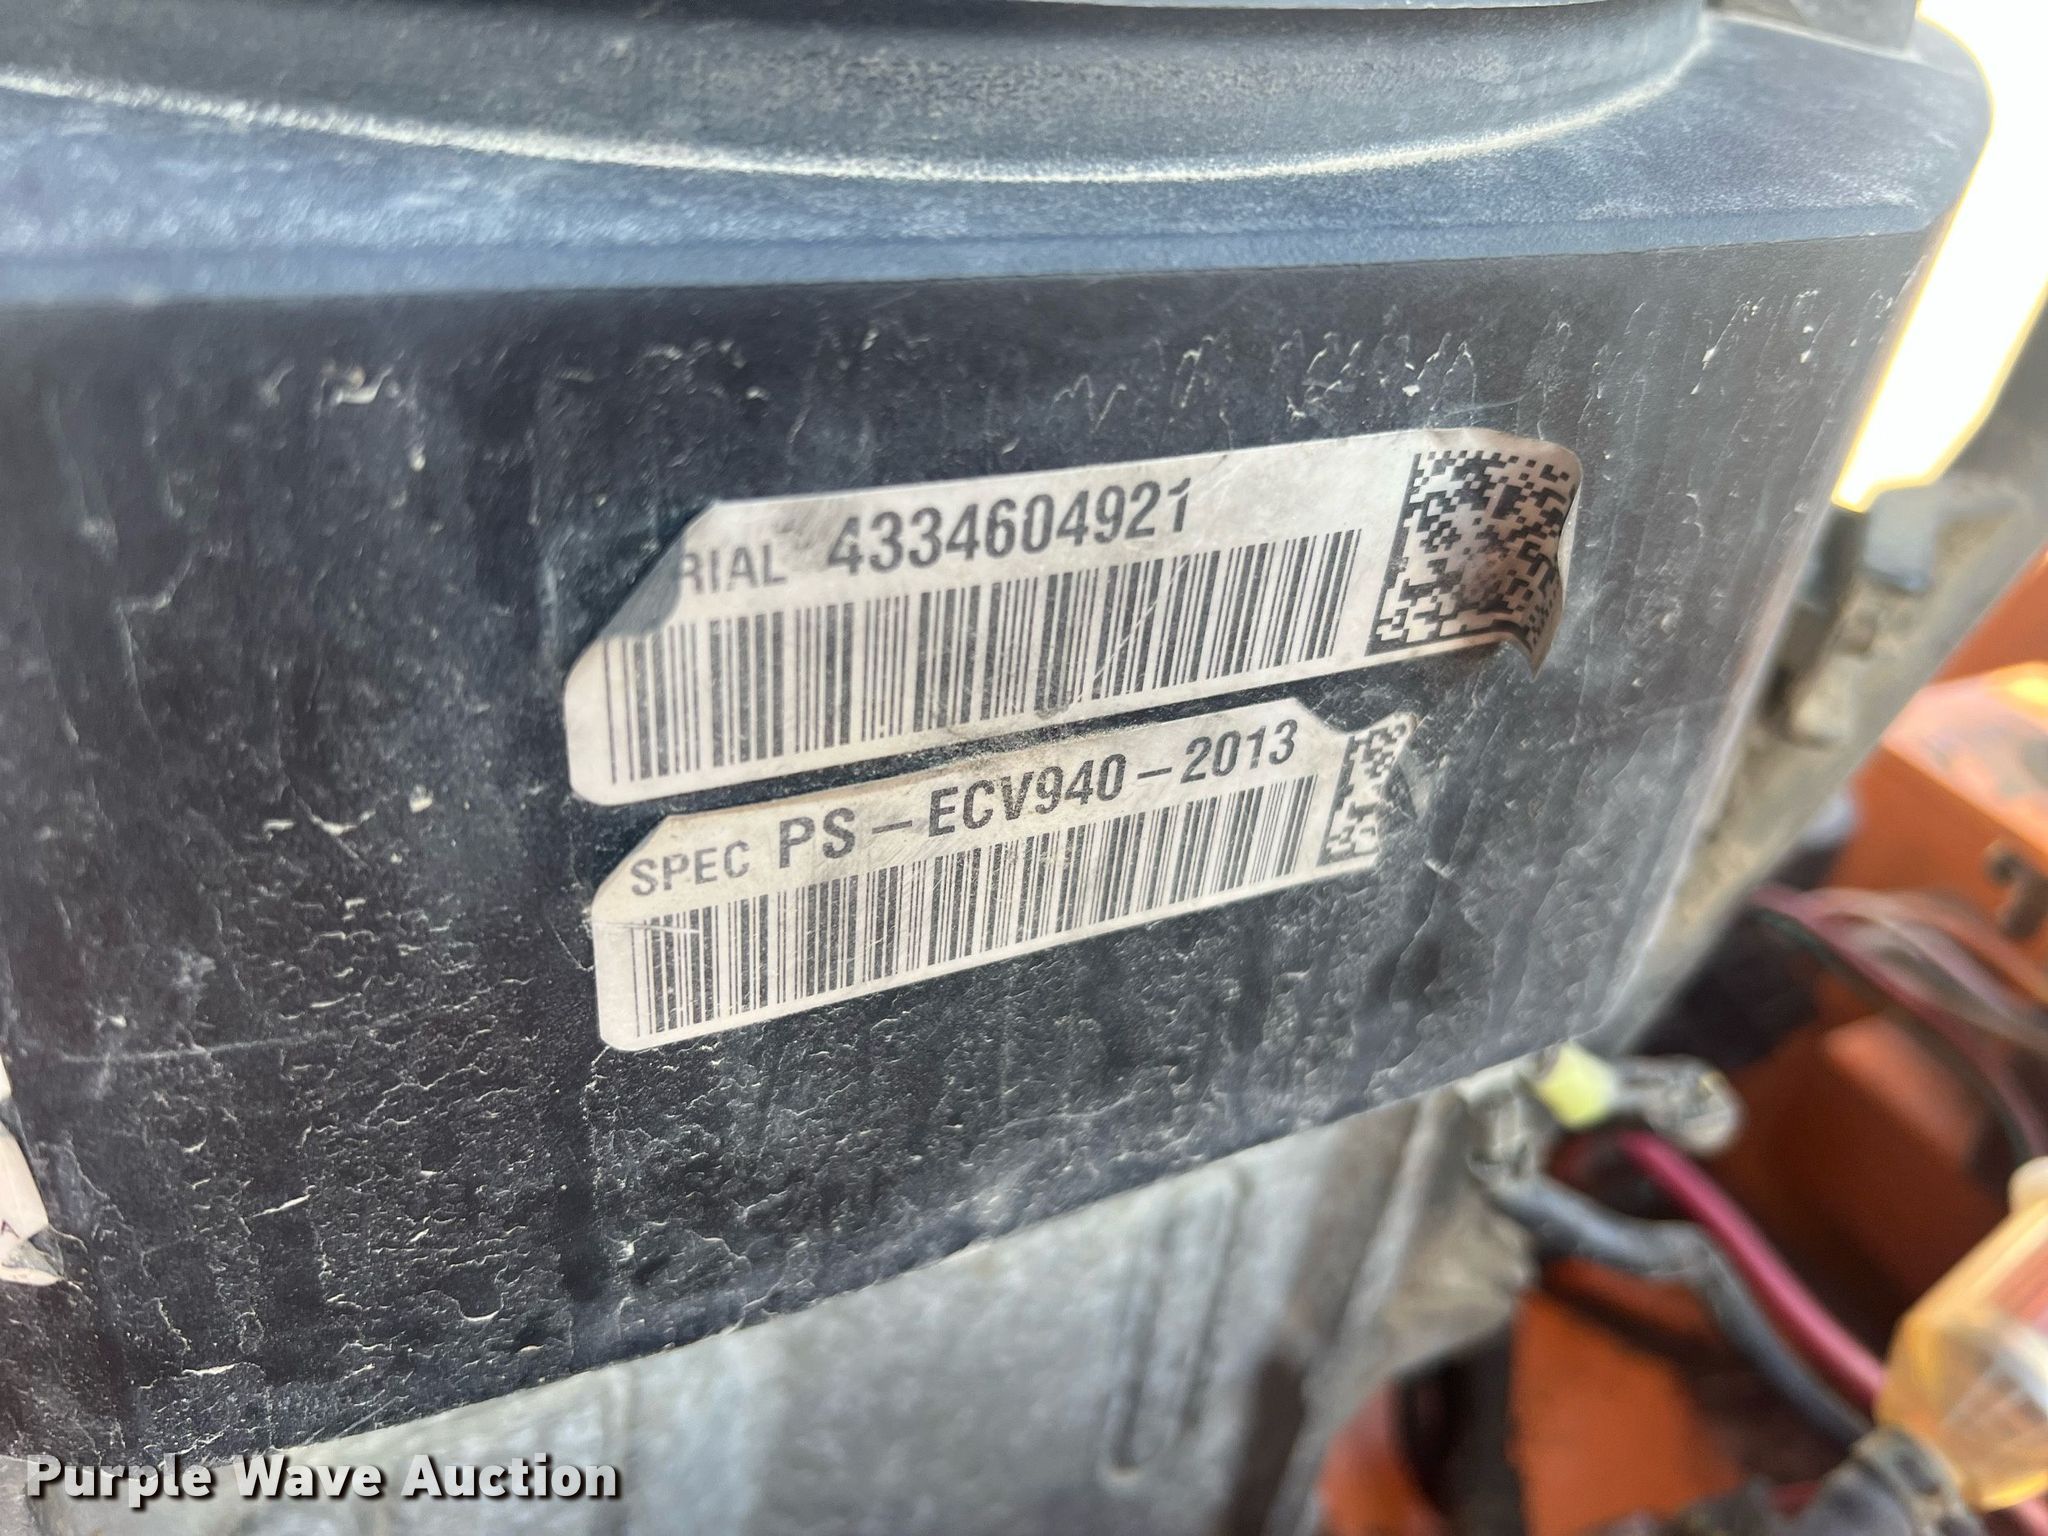 RIAL 4334604921
SPEC PS-ECV940-2013
Purple Wave Auction